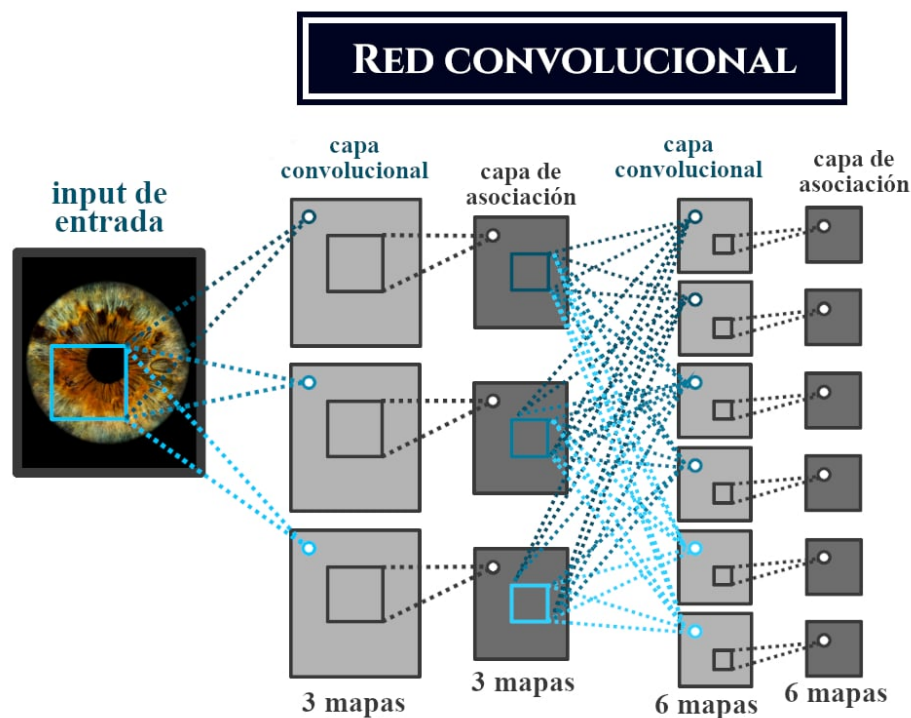 RED CONVOLUCIONAL
input de
entrada
capa
convolucional
capa de
asociación
capa
convolucional
capa de
asociación
3 mapas
3 mapas
6 mapas
6 mapas